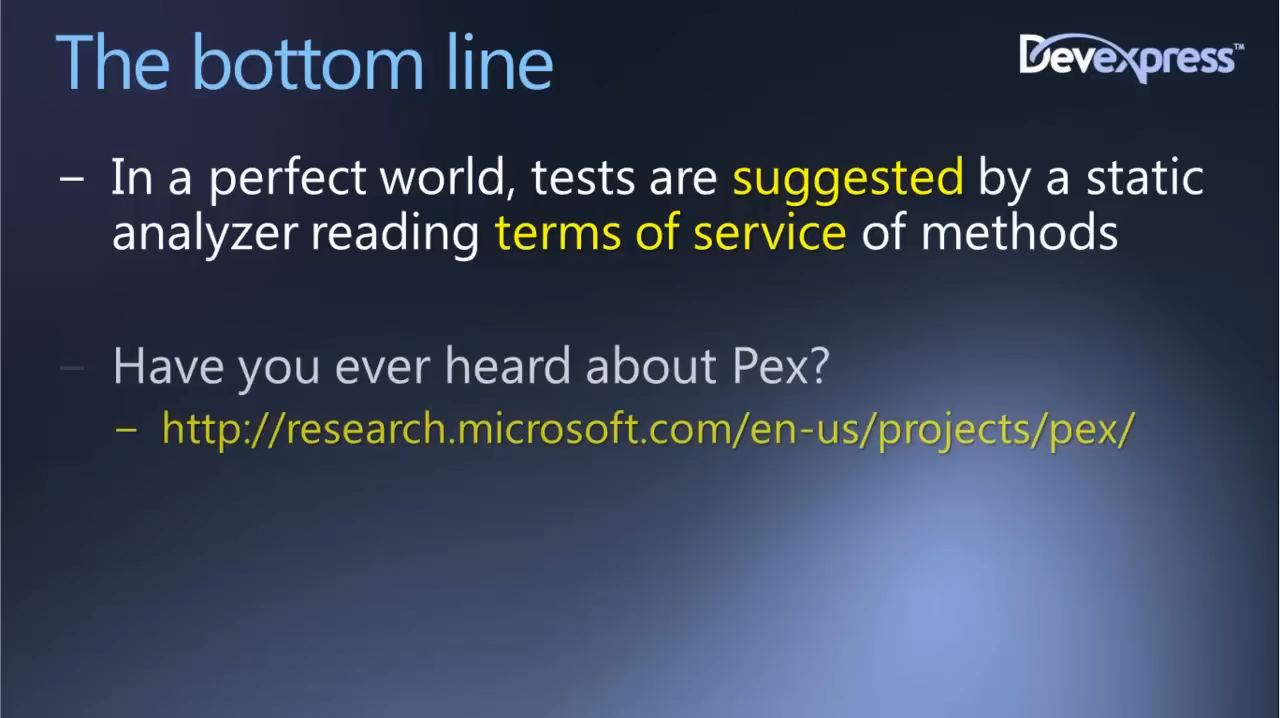 The bottom line
Devexpress™
– In a perfect world, tests are suggested by a static
analyzer reading terms of service of methods
– Have you ever heard about Pex?
– http://research.microsoft.com/en-us/projects/pex/